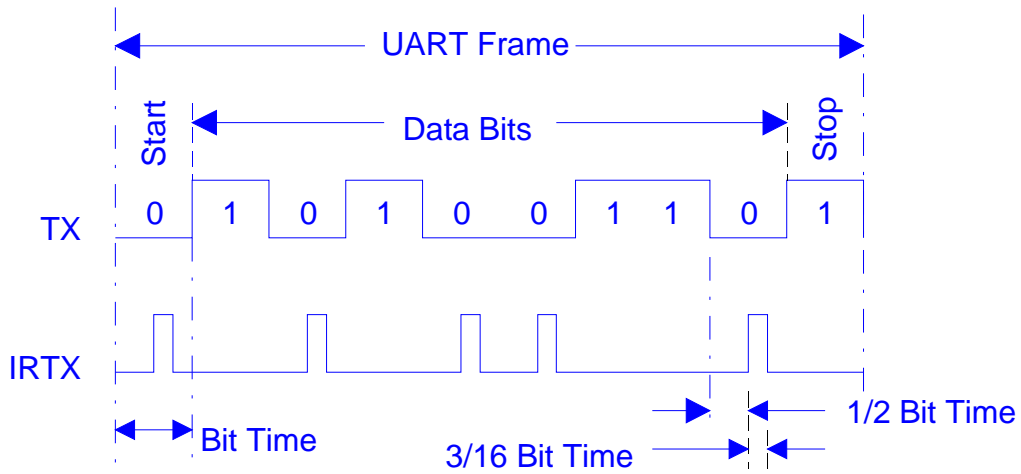 UART Frame
Start
Data Bits
Stop
TX
0 1 0 1 0 0 1 1 0 1
IRTX
Bit Time
1/2 Bit Time
3/16 Bit Time